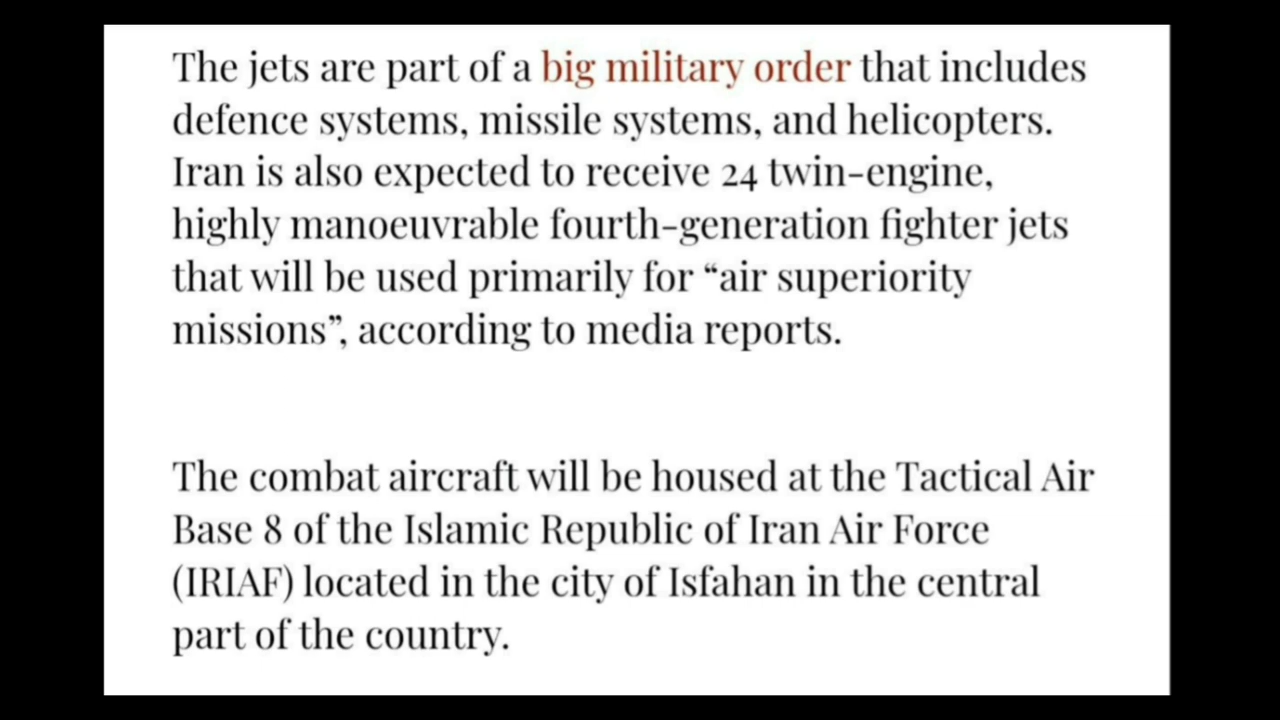 The jets are part of a big military order that includes
defence systems, missile systems, and helicopters.
Iran is also expected to receive 24 twin-engine,
highly manoeuvrable fourth-generation fighter jets
that will be used primarily for “air superiority
missions”, according to media reports.
The combat aircraft will be housed at the Tactical Air
Base 8 of the Islamic Republic of Iran Air Force
(IRIAF) located in the city of Isfahan in the central
part of the country.